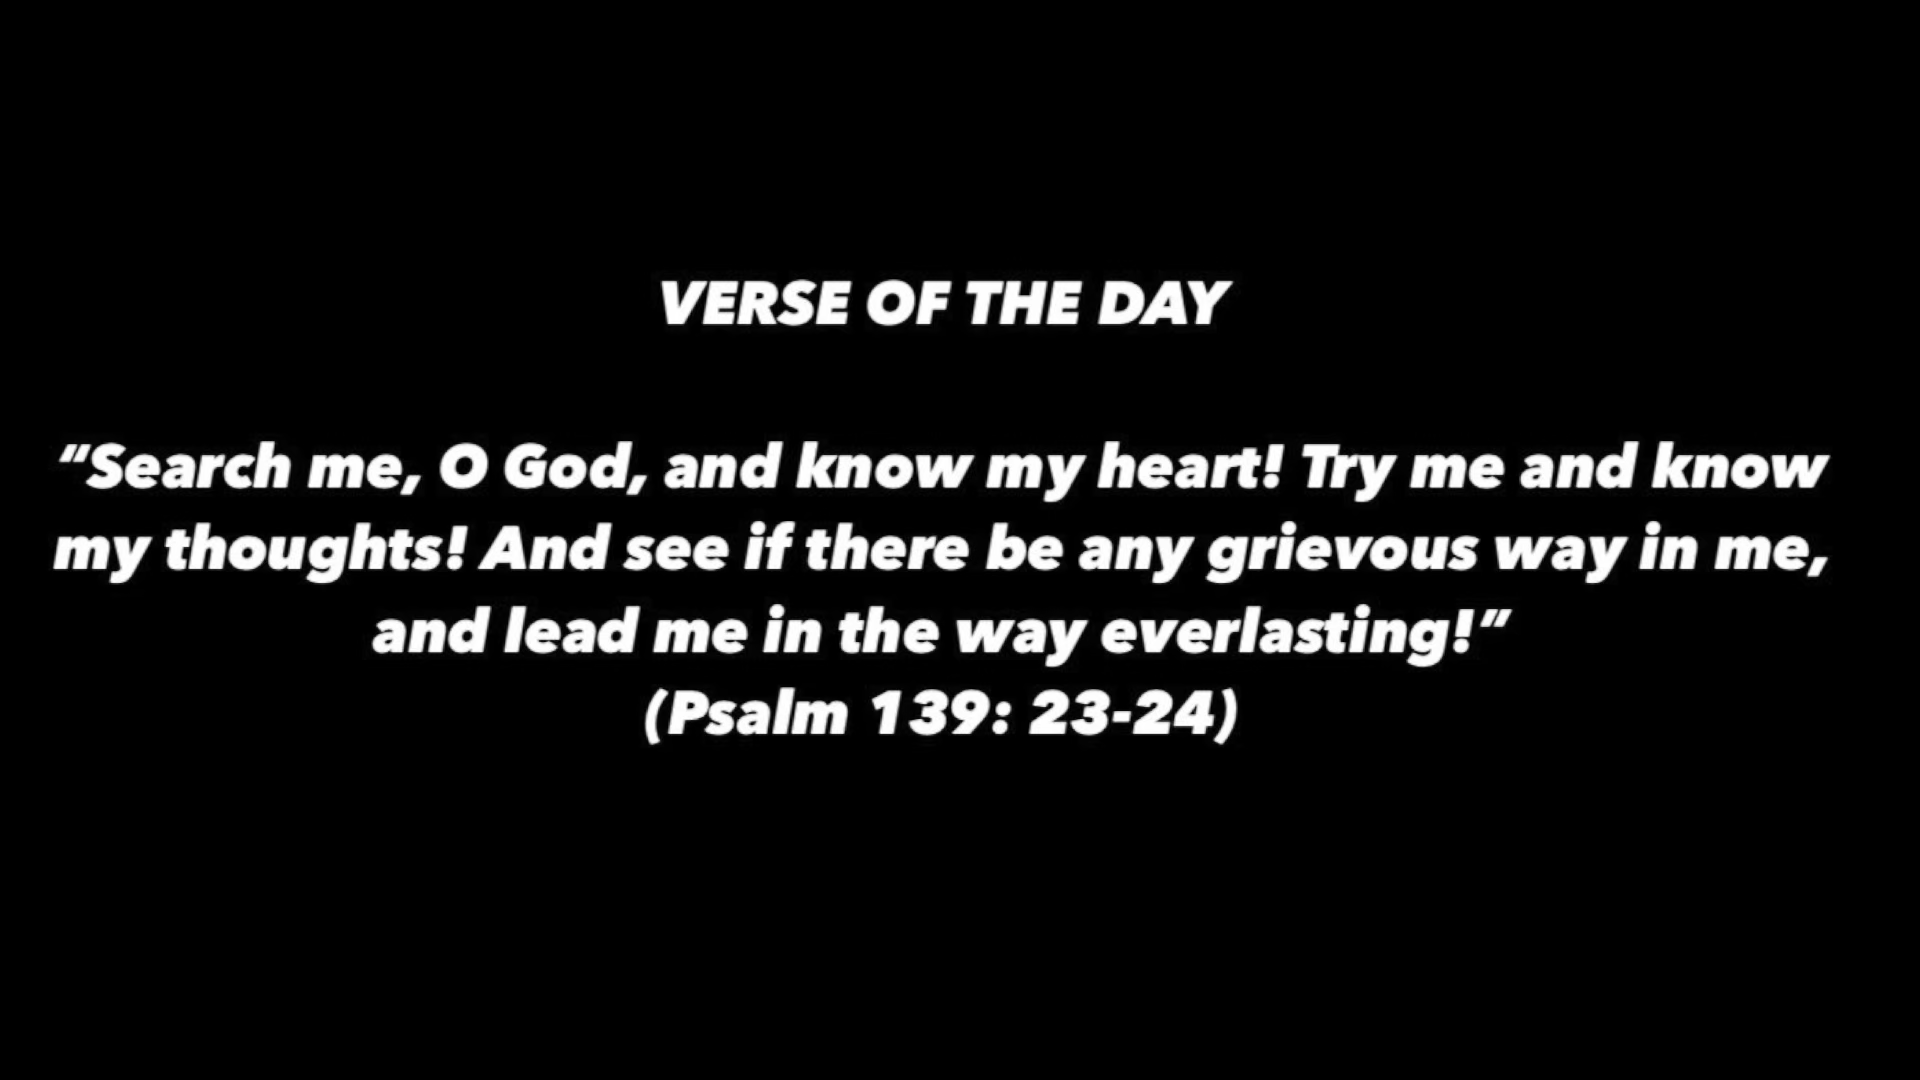 VERSE OF THE DAY
“Search me, O God, and know my heart! Try me and know
my thoughts! And see if there be any grievous way in me,
and lead me in the way everlasting!”
(Psalm 139: 23-24)